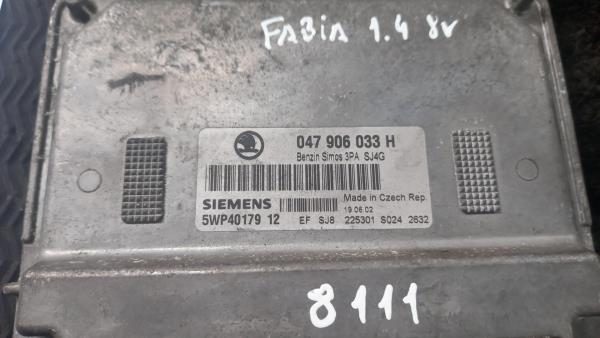 FABIA 1.4 8v
047 906 033 H
Benzin Simos 3PA SJ4G
SIEMENS
Made in Czech Rep.
19.06.02
5WP40179 12
EF SJ8 225301 S024 2632
8111